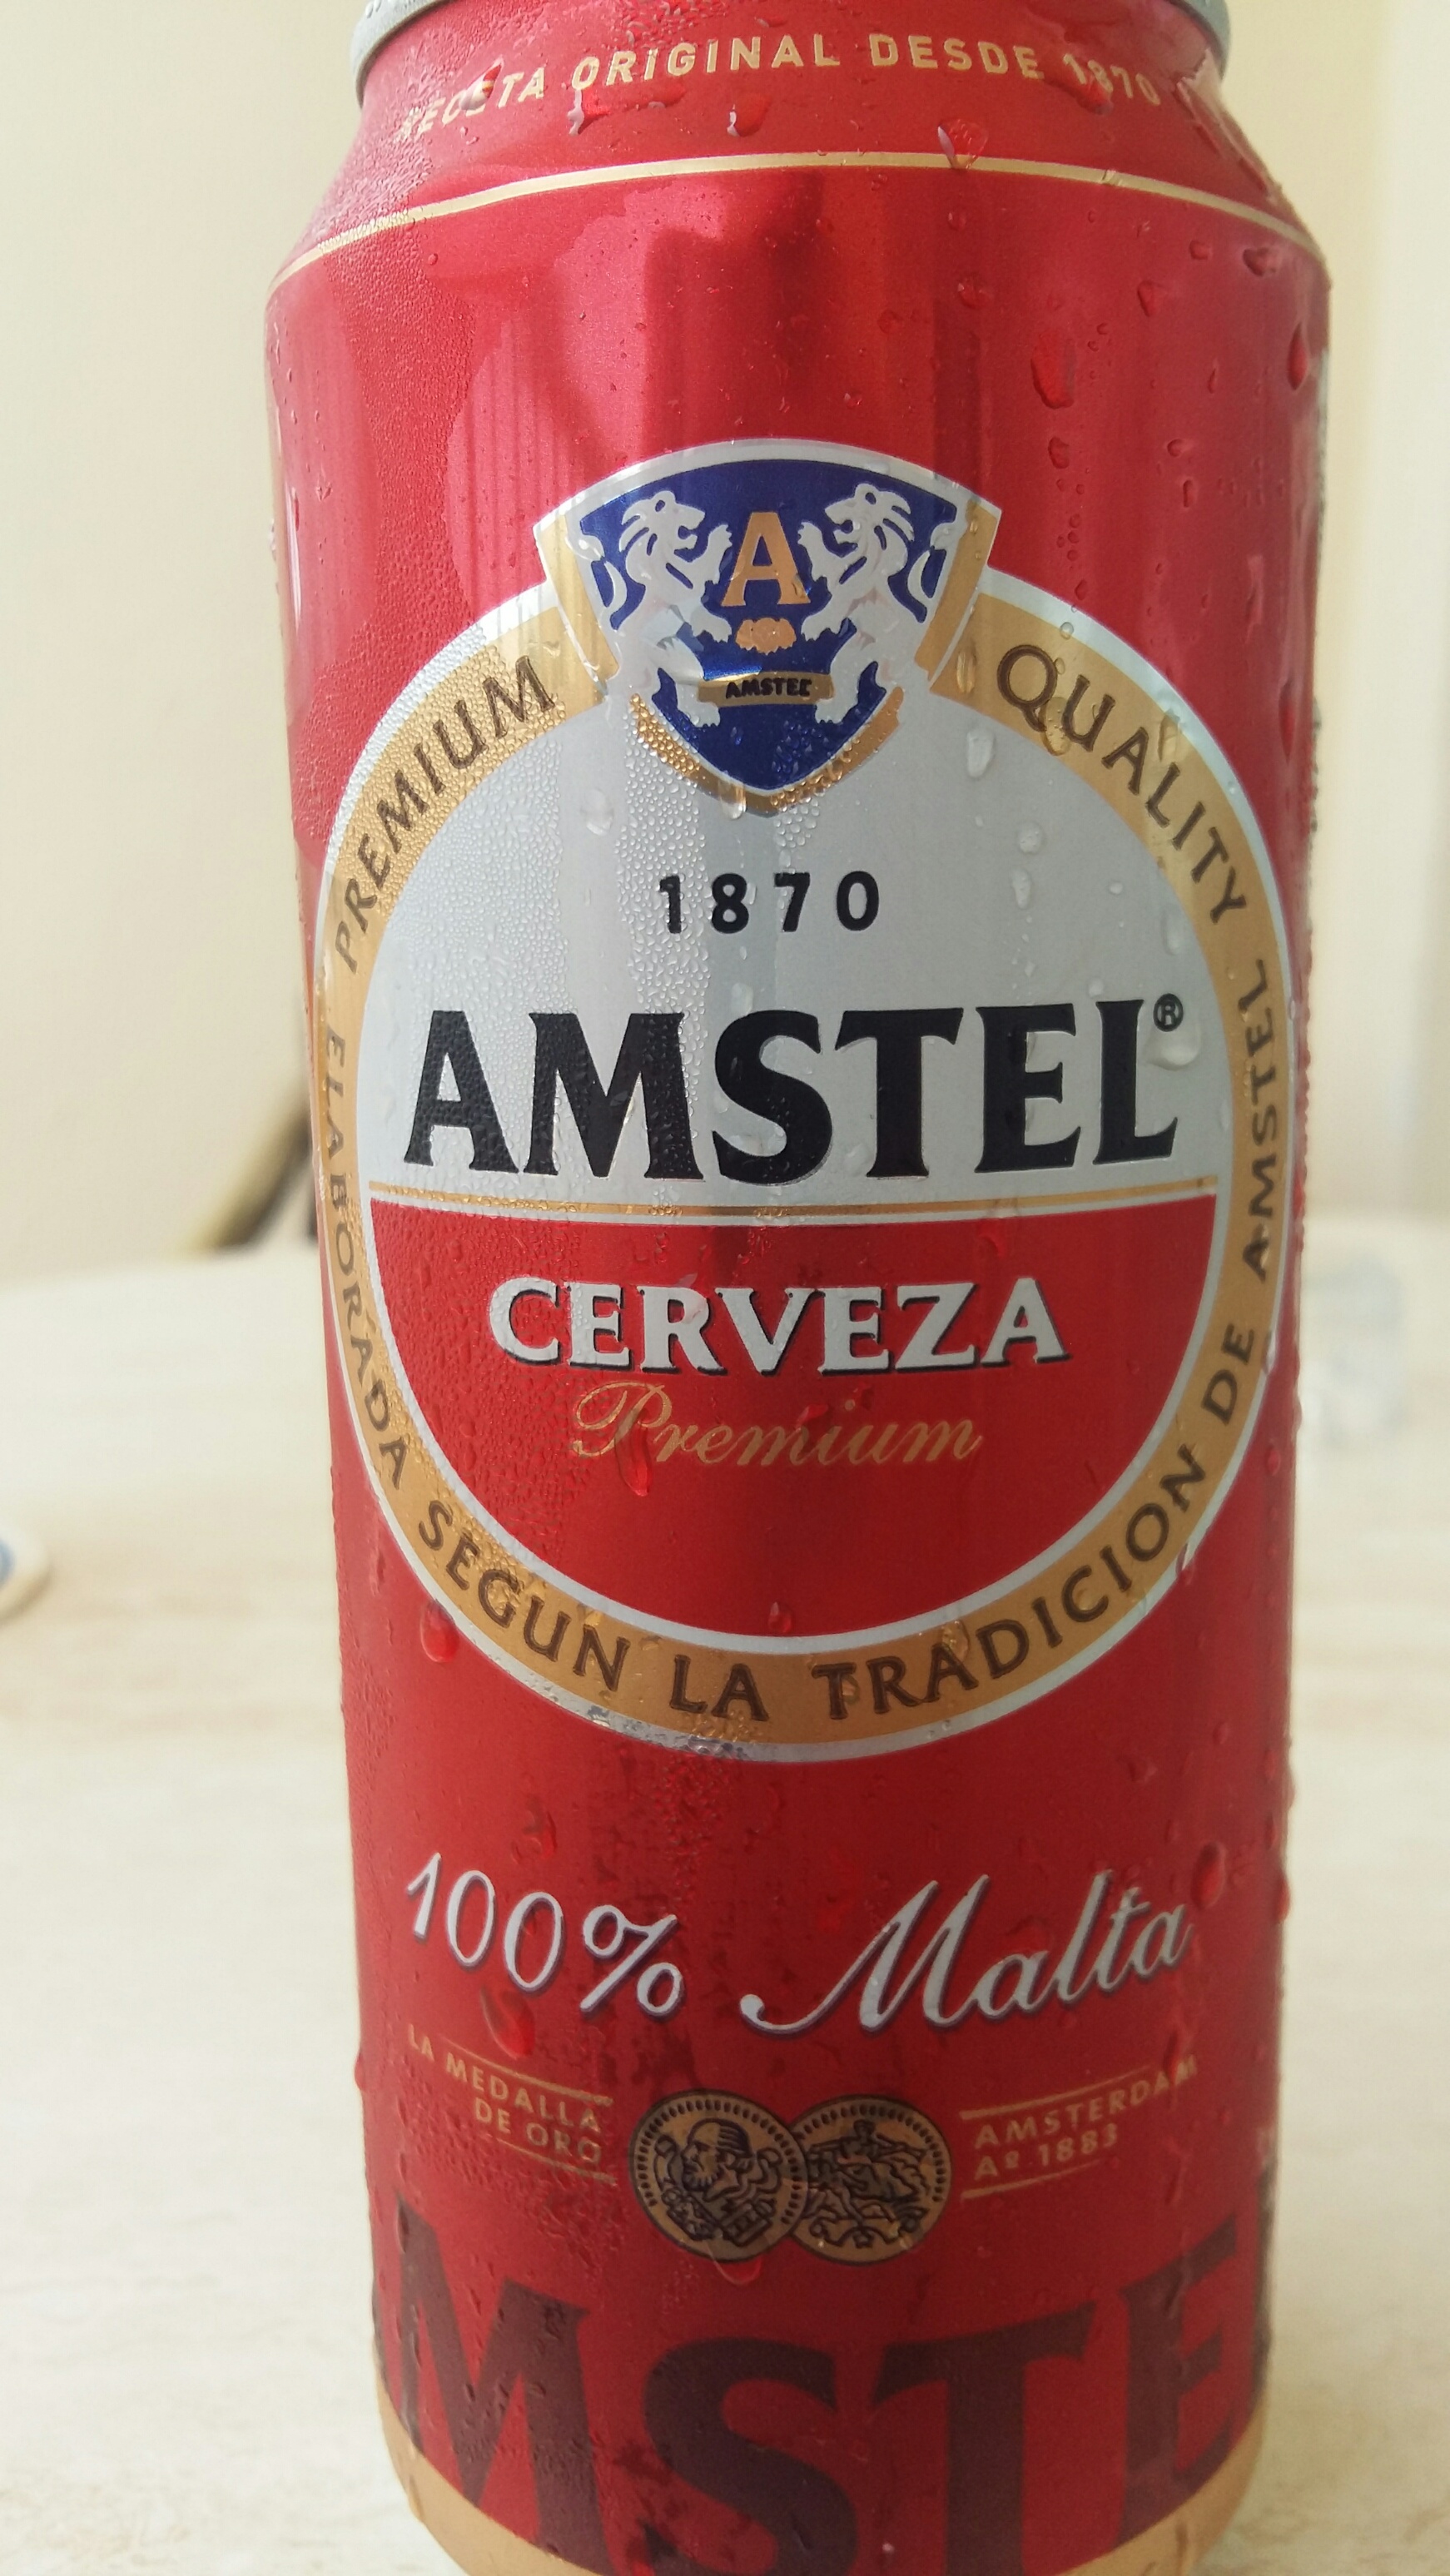 RECETA ORIGINAL DESDE 1870
A
AMSTEL
PREMIUM QUALITY
1870
AMSTEL®
CERVEZA
Premium
ELABORADA SEGUN LA TRADICION DE AMSTEL
100% Malta
LA MEDALLA
DE ORO
AMSTERDAM
Aº 1883
AMSTEL